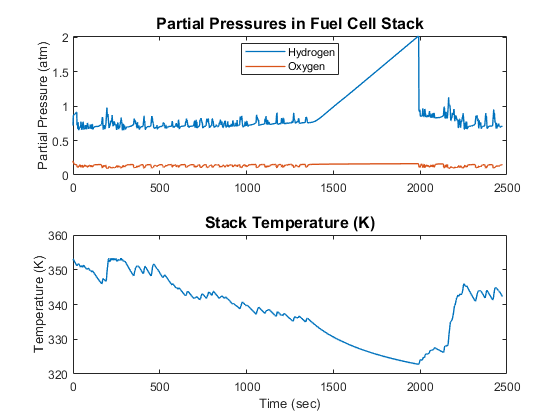 Partial Pressures in Fuel Cell Stack
2
1.5
1
0.5
0
Partial Pressure (atm)
Hydrogen
Oxygen
0 500 1000 1500 2000 2500
Stack Temperature (K)
360
350
340
330
320
Temperature (K)
0 500 1000 1500 2000 2500
Time (sec)